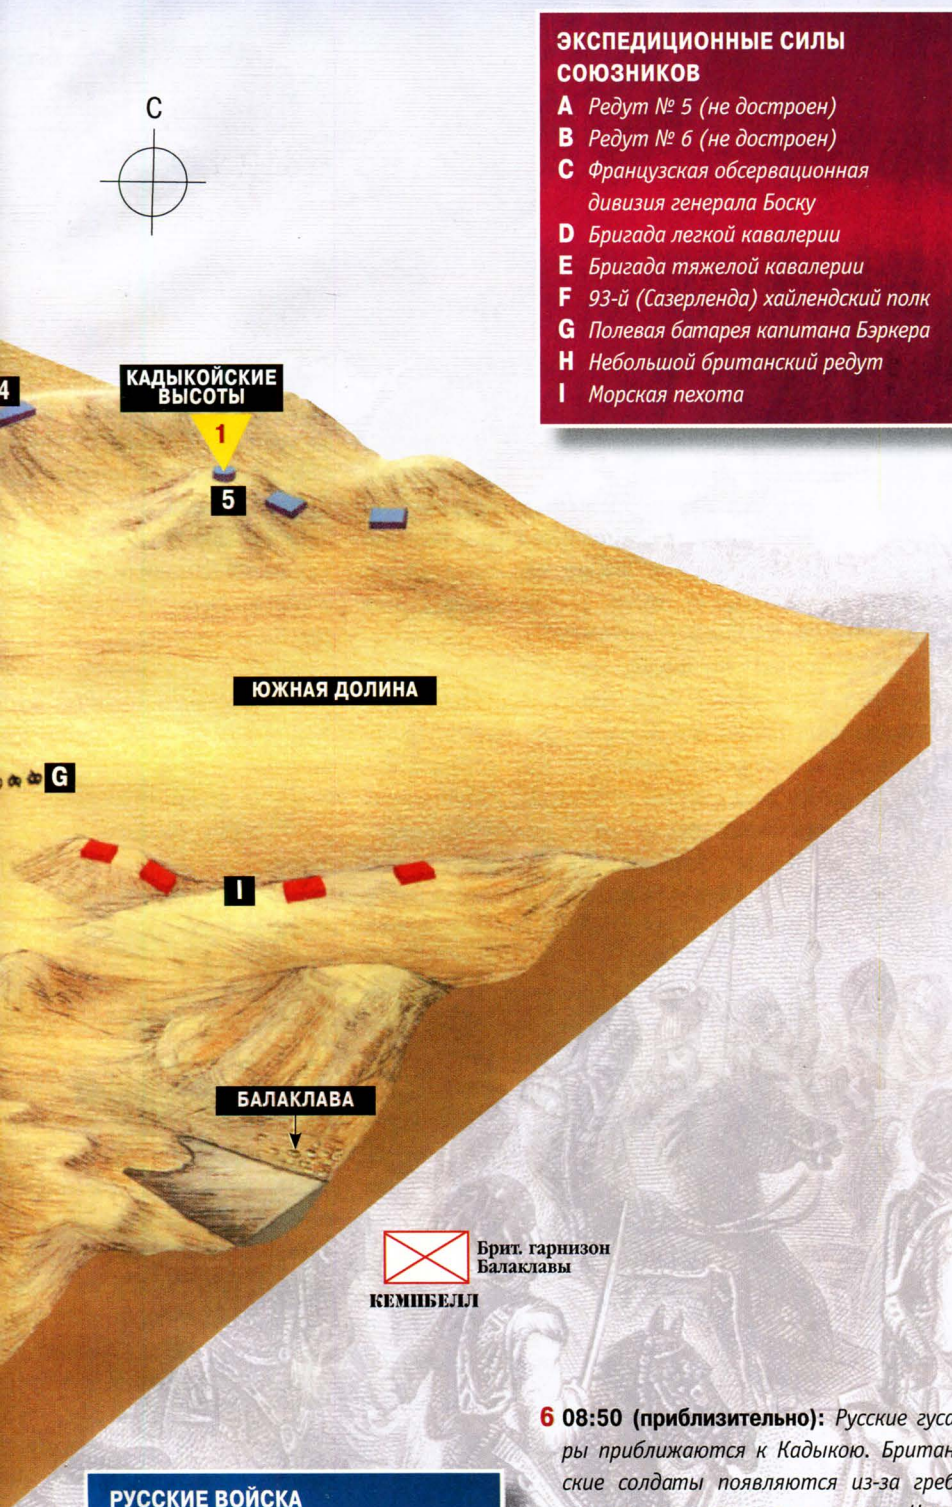 ЭКСПЕДИЦИОННЫЕ СИЛЫ
СОЮЗНИКОВ
A Редут № 5 (не достроен)
B Редут № 6 (не достроен)
C Французская обсервационная
дивизия генерала Боску
D Бригада легкой кавалерии
E Бригада тяжелой кавалерии
F 93-й (Сазерленда) хайлендский полк
G Полевая батарея капитана Бэркера
H Небольшой британский редут
I Морская пехота
С
4
КАДЫКОЙСКИЕ
ВЫСОТЫ
1
5
ЮЖНАЯ ДОЛИНА
G
I
БАЛАКЛАВА
Брит. гарнизон
Балаклавы
КЕМПБЕЛЛ
6 08:50 (приблизительно): Русские гуса
ры приближаются к Кадыкою. Британ
ские солдаты появляются из-за греб
РУССКИЕ ВОЙСКА